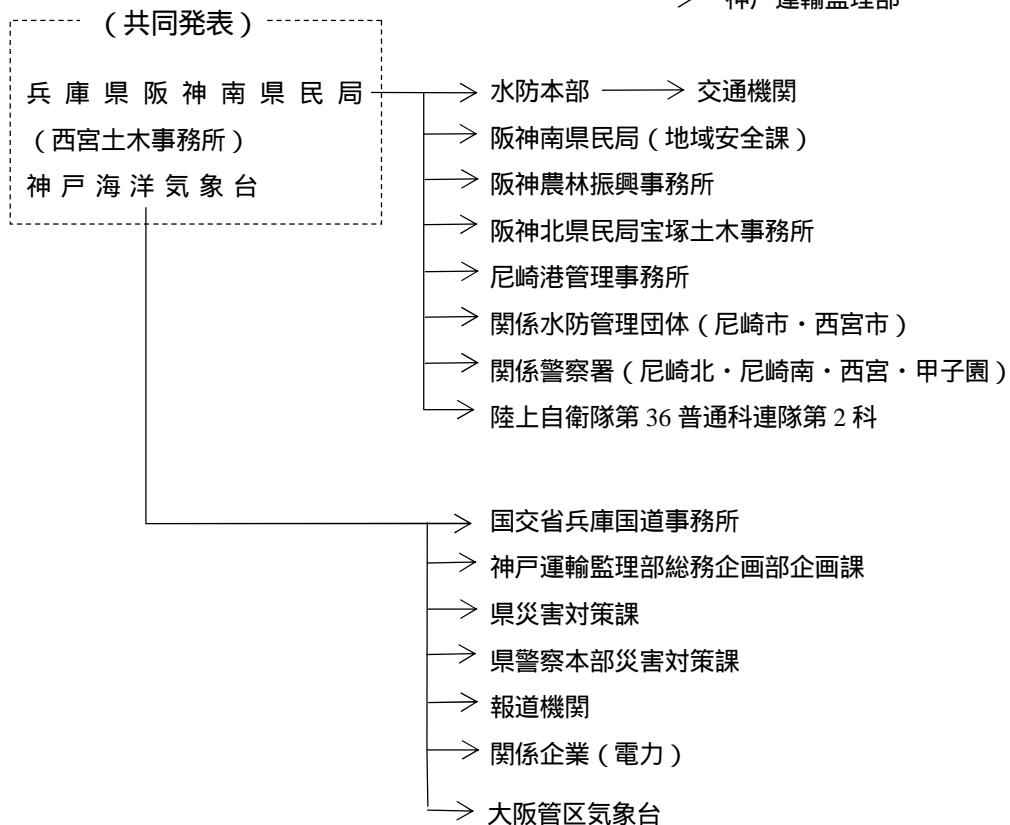 神戸運輸監理部
（共同発表）
兵庫県阪神南県民局
（西宮土木事務所）
神戸海洋気象台
水防本部 → 交通機関
阪神南県民局（地域安全課）
阪神農林振興事務所
阪神北県民局宝塚土木事務所
尼崎港管理事務所
関係水防管理団体（尼崎市・西宮市）
関係警察署（尼崎北・尼崎南・西宮・甲子園）
陸上自衛隊第 36 普通科連隊第 2 科
国交省兵庫国道事務所
神戸運輸監理部総務企画部企画課
県災害対策課
県警察本部災害対策課
報道機関
関係企業（電力）
大阪管区気象台